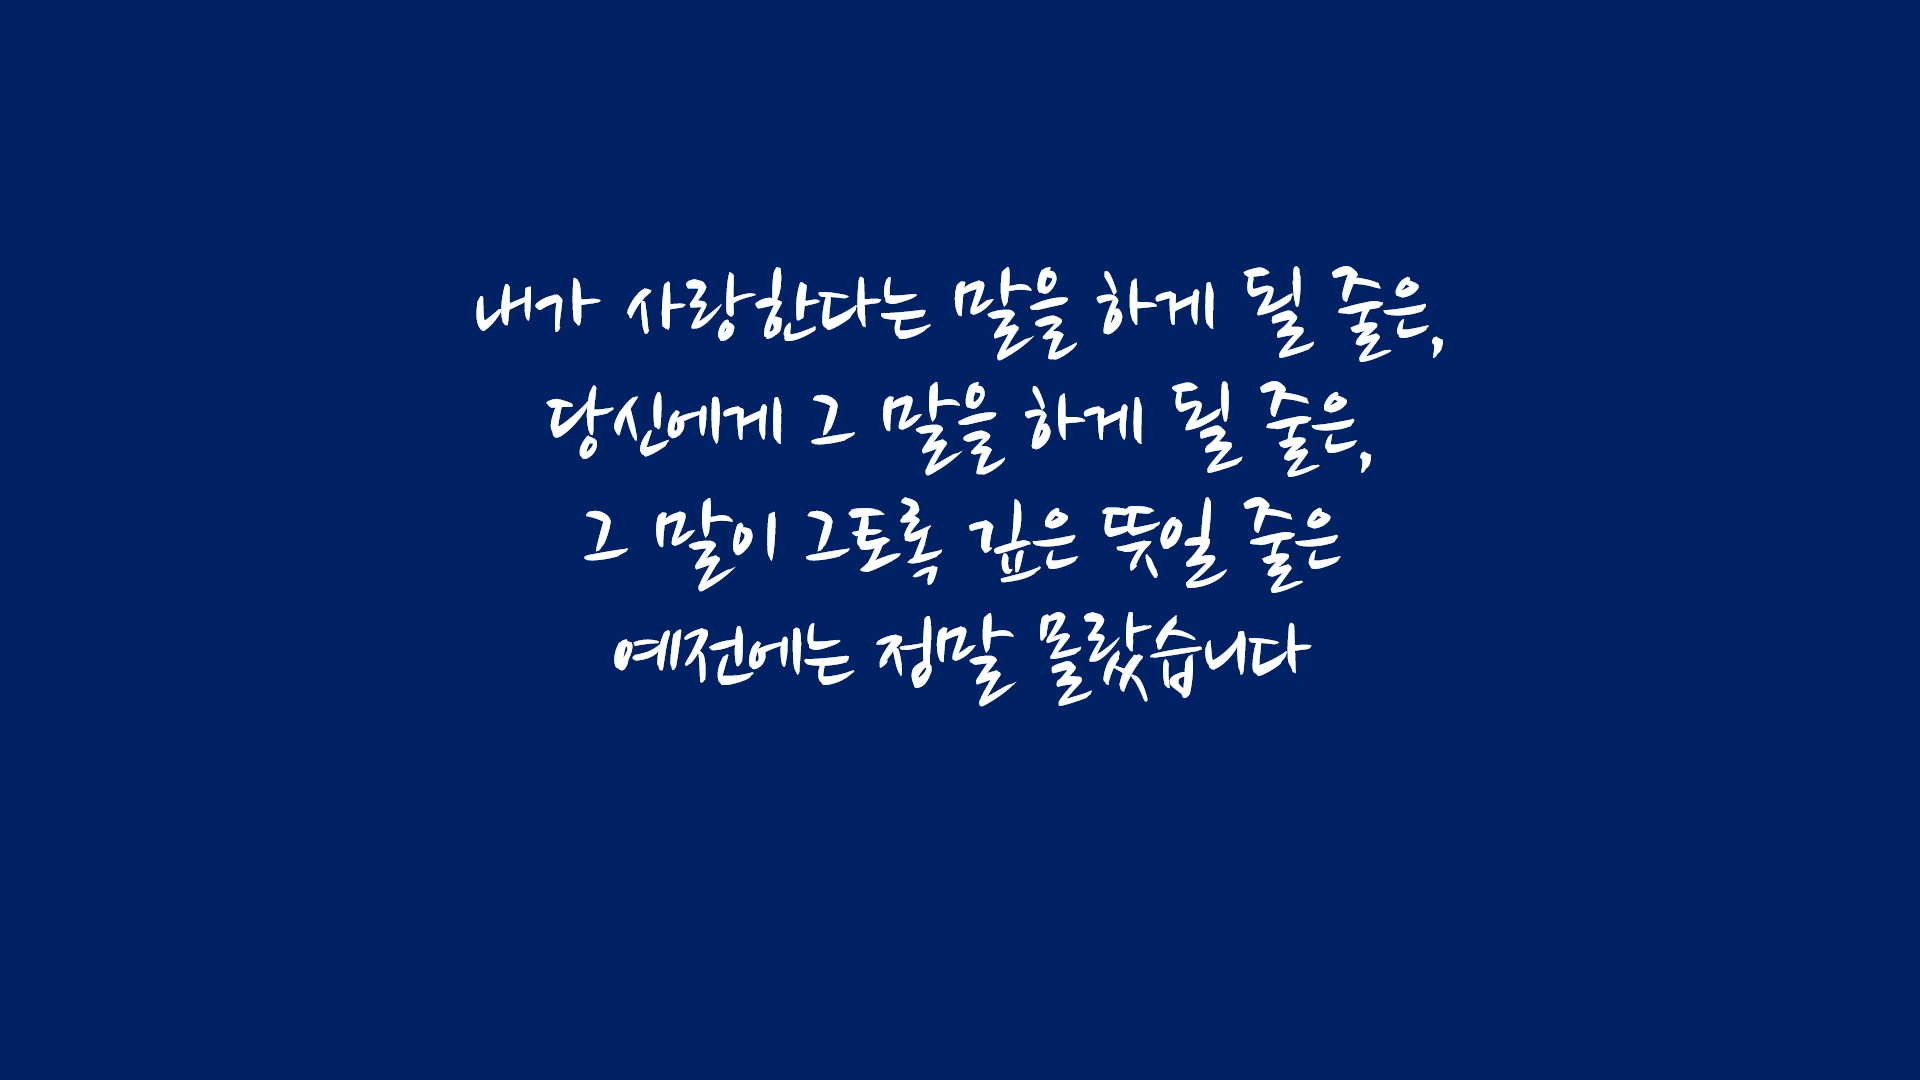 내가 사랑한다는 말을 하게 될 줄은,
당신에게 그 말을 하게 될 줄은,
그 말이 그토록 깊은 뜻일 줄은
예전에는 정말 몰랐습니다